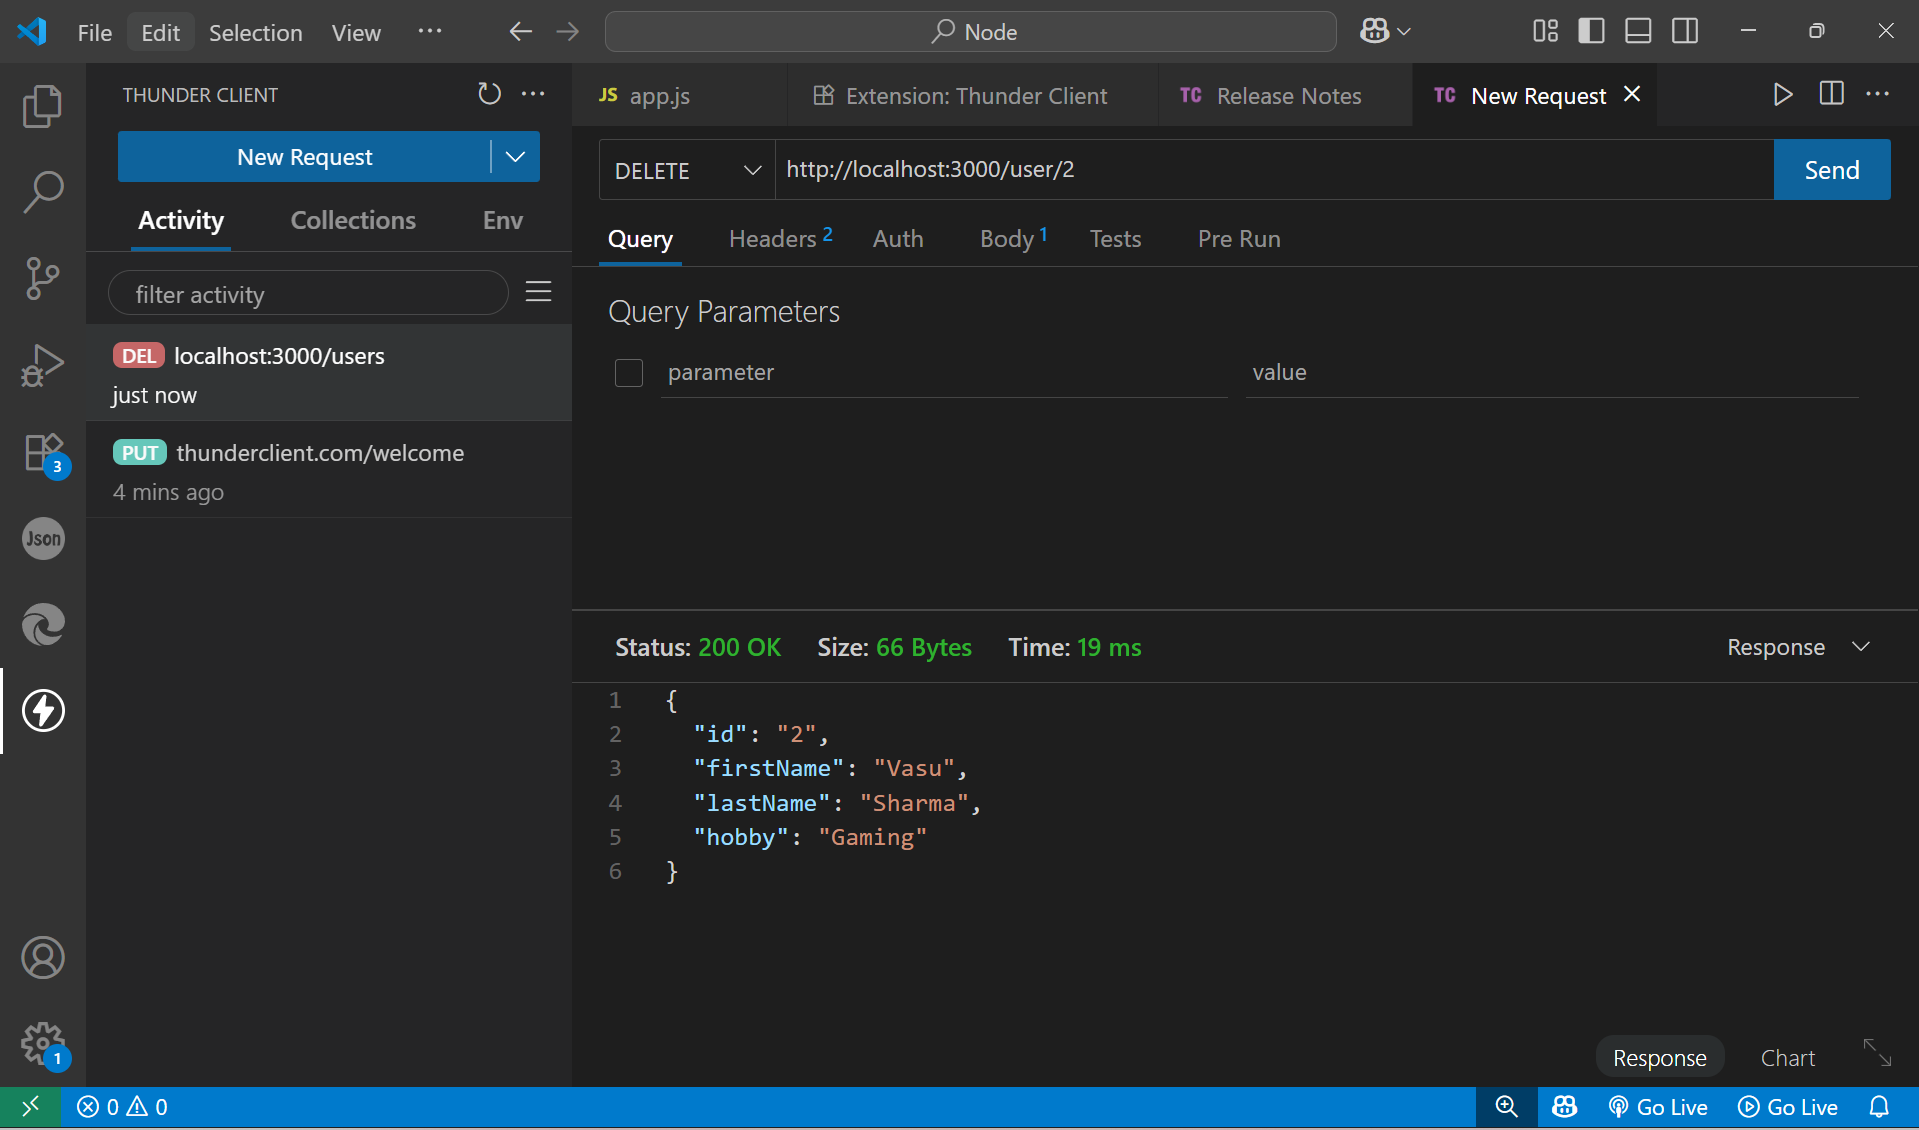 File Edit Selection View ··· Node
THUNDER CLIENT ···
New Request
Activity Collections Env
filter activity
DEL localhost:3000/users
just now
PUT thunderclient.com/welcome
4 mins ago
3
Json
1
JS app.js Extension: Thunder Client TC Release Notes TC New Request ···
DELETE http://localhost:3000/user/2 Send
Query Headers 2 Auth Body 1 Tests Pre Run
Query Parameters
parameter value
Status: 200 OK Size: 66 Bytes Time: 19 ms Response
1 {
2 "id": "2",
3 "firstName": "Vasu",
4 "lastName": "Sharma",
5 "hobby": "Gaming"
6 }
Response Chart
0 0 Go Live Go Live